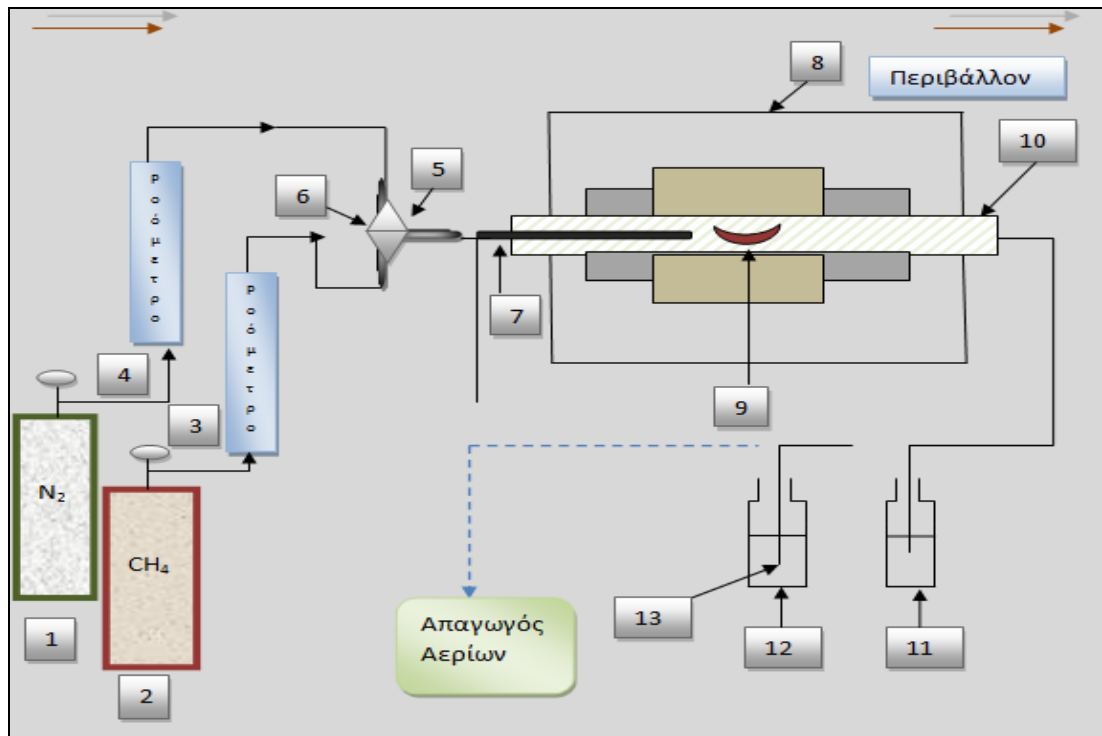 8
Περιβάλλον
10
5
6
Ροόμετρο
Ροόμετρο
7
4
9
3
N₂
CH₄
Απαγωγός
Αερίων
13
12
11
1
2